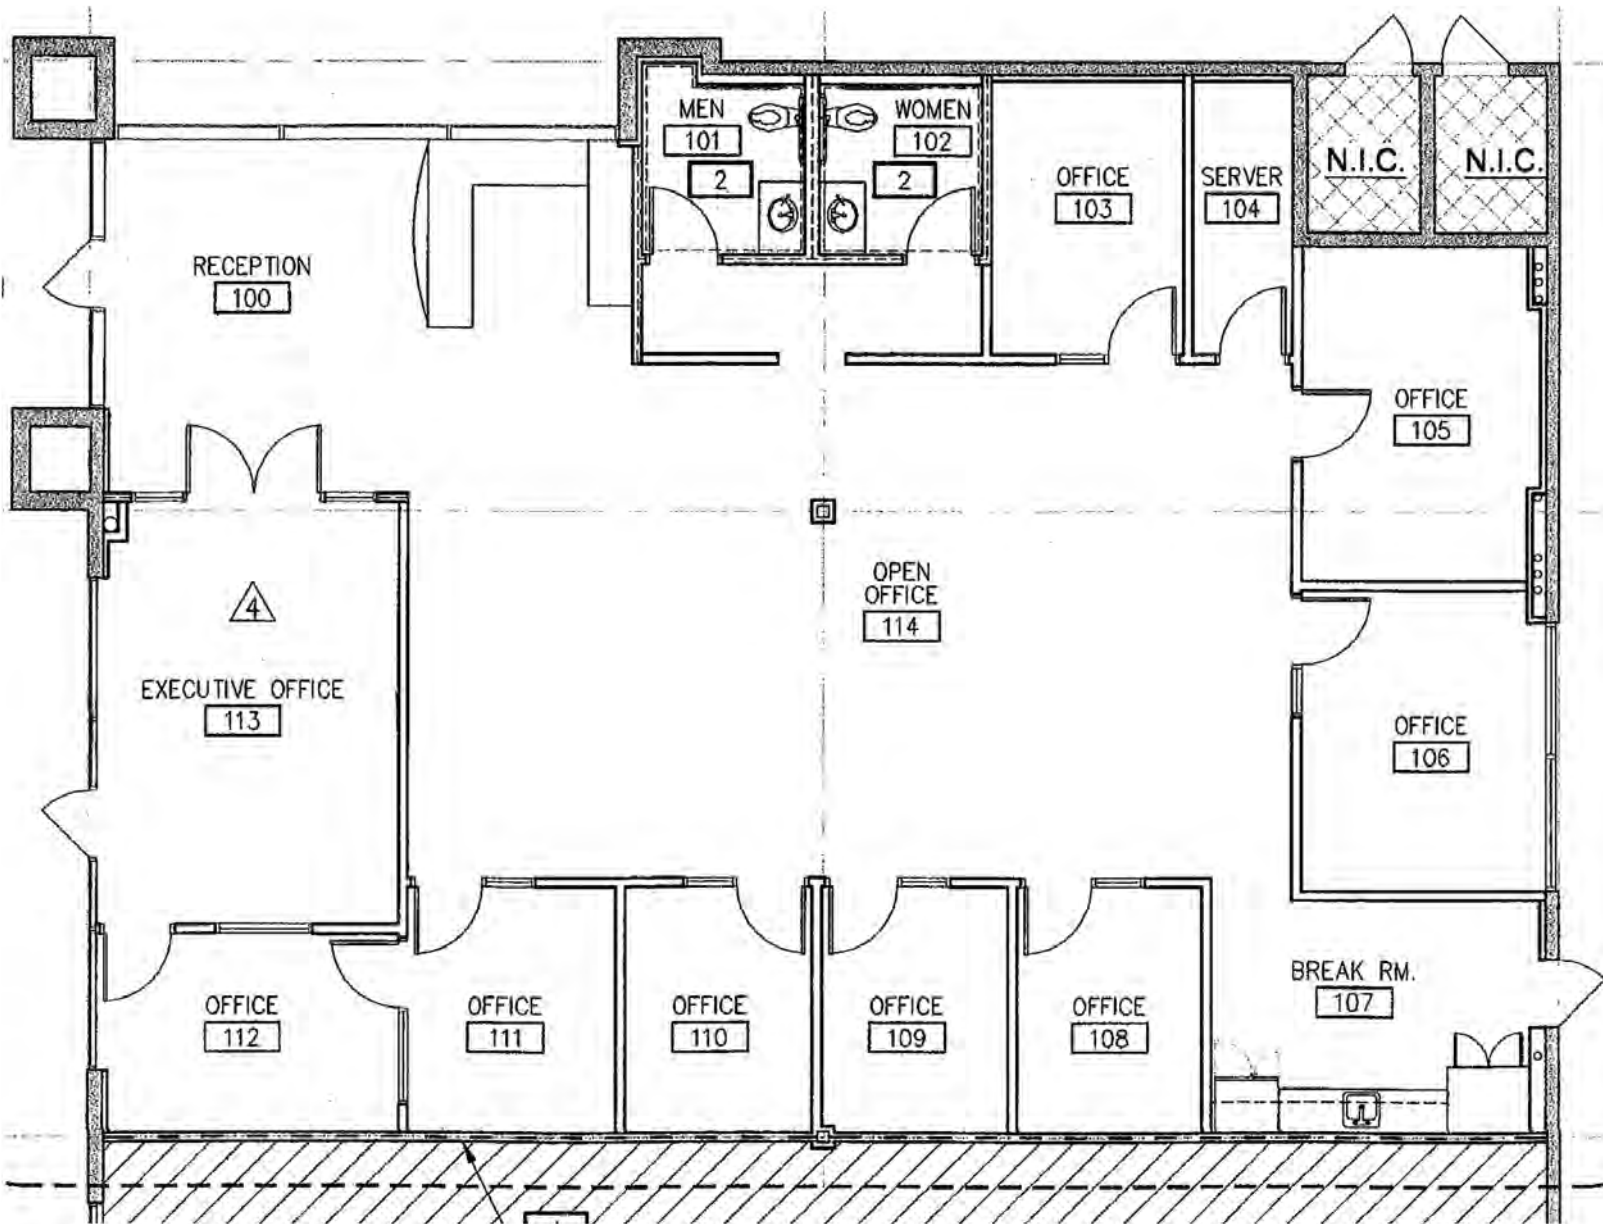 MEN
101
2
WOMEN
102
2
OFFICE
103
SERVER
104
N.I.C.
N.I.C.
RECEPTION
100
OFFICE
105
OPEN
OFFICE
114
4
EXECUTIVE OFFICE
113
OFFICE
106
BREAK RM.
107
OFFICE
112
OFFICE
111
OFFICE
110
OFFICE
109
OFFICE
108